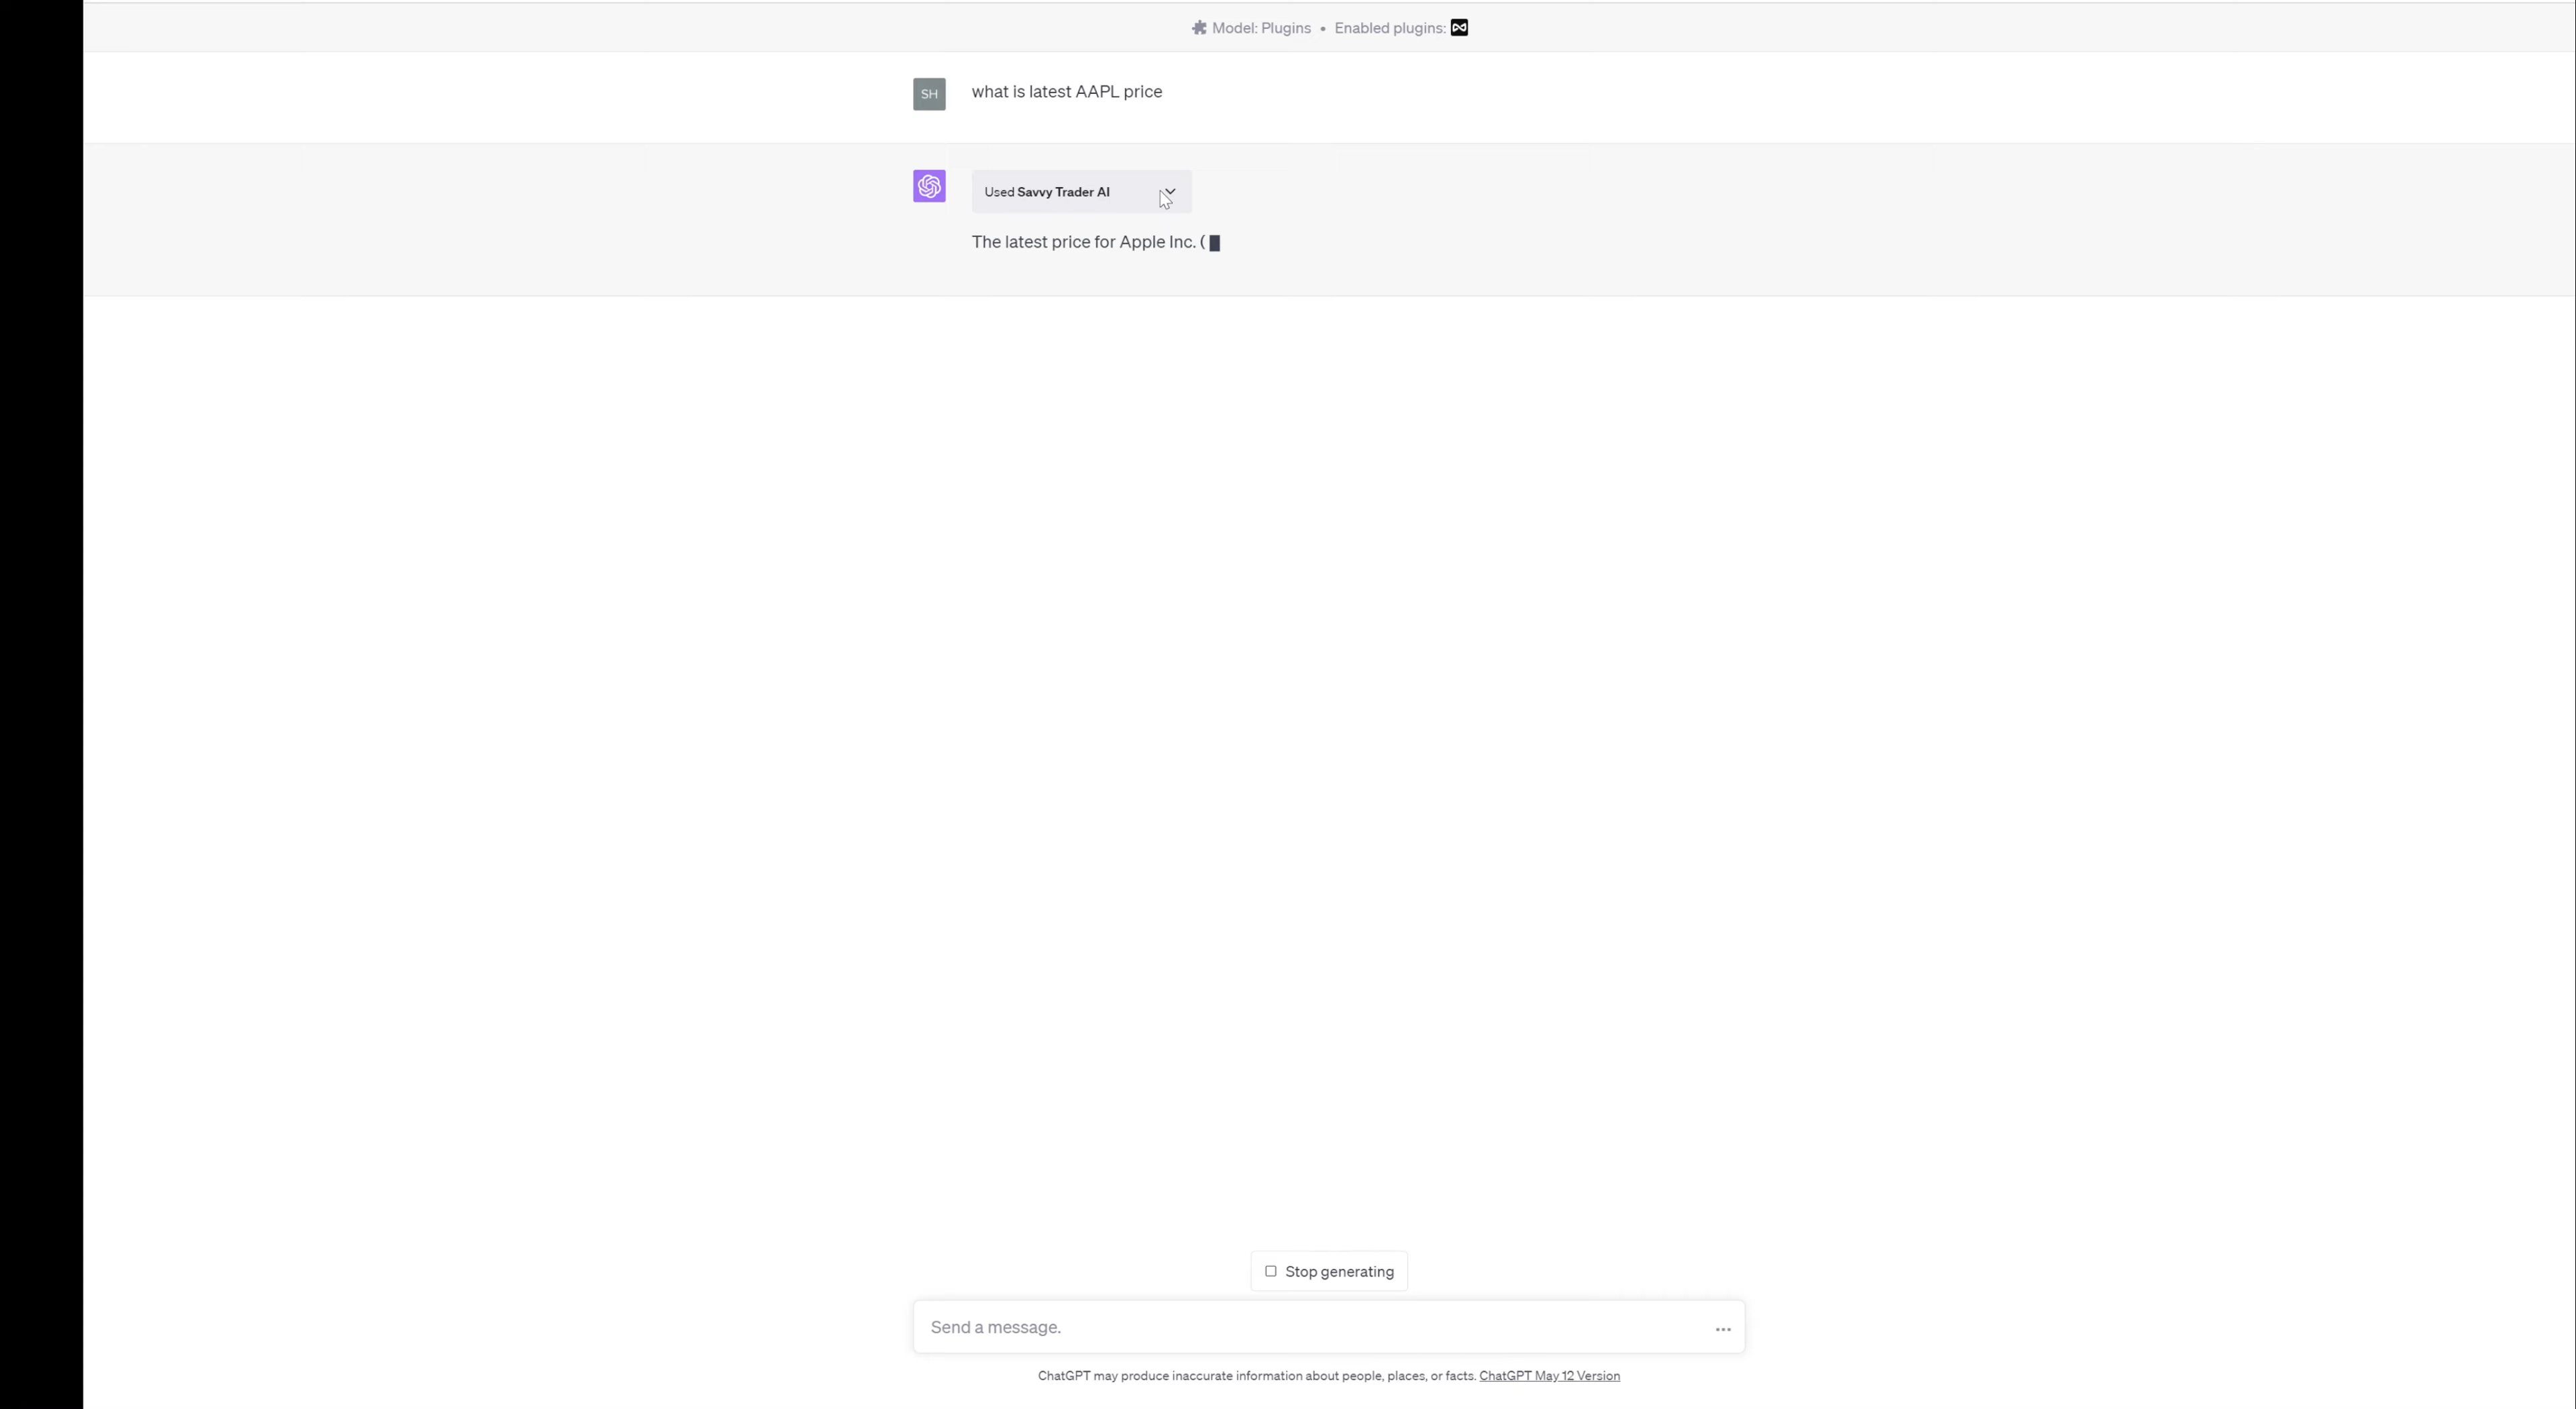 Model: Plugins • Enabled plugins:
SH
what is latest AAPL price
Used Savvy Trader AI
The latest price for Apple Inc. (
Stop generating
Send a message.
ChatGPT may produce inaccurate information about people, places, or facts. ChatGPT May 12 Version